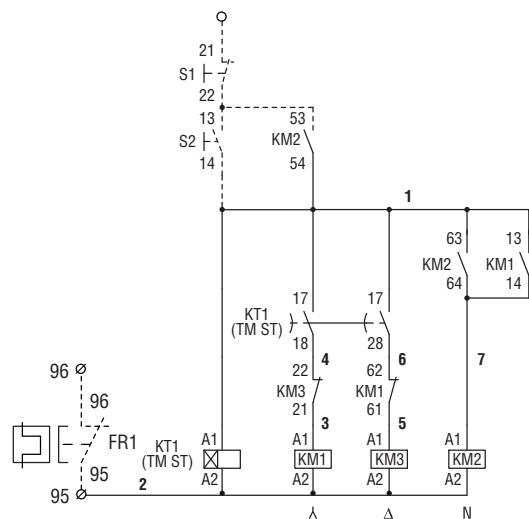 21
S1
22
13
S2
14
53
KM2
54
1
63
KM2
64
13
KM1
14
17
KT1
(TM ST)
18
17
28
4
6
7
22
KM3
21
62
KM1
61
3
5
96
96
FR1
95
95
2
KT1
(TM ST)
A1
A2
A1
KM1
A2
A1
KM3
A2
A1
KM2
A2
⅄
Δ
N